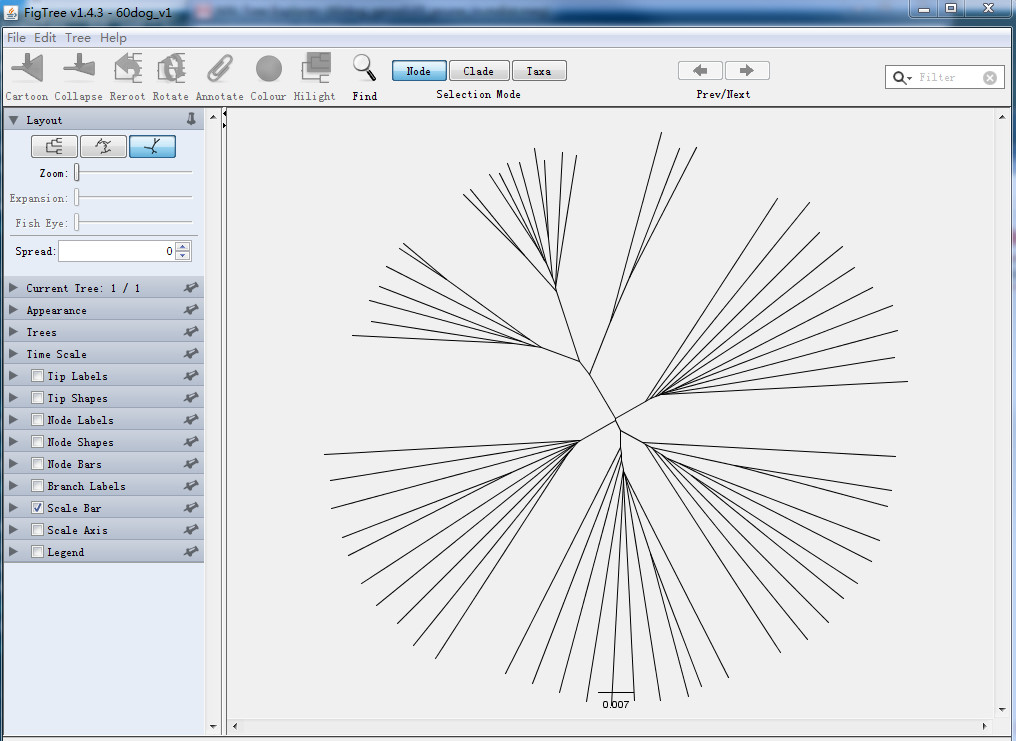 FigTree v1.4.3 - 60dog_v1
File Edit Tree Help
Cartoon Collapse Reroot Rotate Annotate Colour Hilight Find
Node Clade Taxa
Selection Mode
Prev/Next
Filter
Layout
Zoom:
Expansion:
Fish Eye:
Spread: 0
Current Tree: 1 / 1
Appearance
Trees
Time Scale
Tip Labels
Tip Shapes
Node Labels
Node Shapes
Node Bars
Branch Labels
Scale Bar
Scale Axis
Legend
0.007